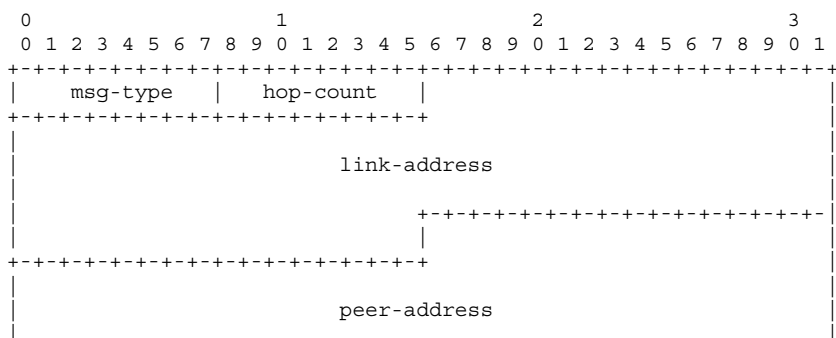 0                   1                   2                   3
0 1 2 3 4 5 6 7 8 9 0 1 2 3 4 5 6 7 8 9 0 1 2 3 4 5 6 7 8 9 0 1
+-+-+-+-+-+-+-+-+-+-+-+-+-+-+-+-+-+-+-+-+-+-+-+-+-+-+-+-+-+-+-+-+
|    msg-type   |   hop-count   |                               |
+-+-+-+-+-+-+-+-+-+-+-+-+-+-+-+-+                               |
|                                                               |
|                         link-address                          |
|                                                               |
|                               +-+-+-+-+-+-+-+-+-+-+-+-+-+-+-+-|
|                               |                               |
+-+-+-+-+-+-+-+-+-+-+-+-+-+-+-+-+                               |
|                                                               |
|                         peer-address                          |
|                                                               |